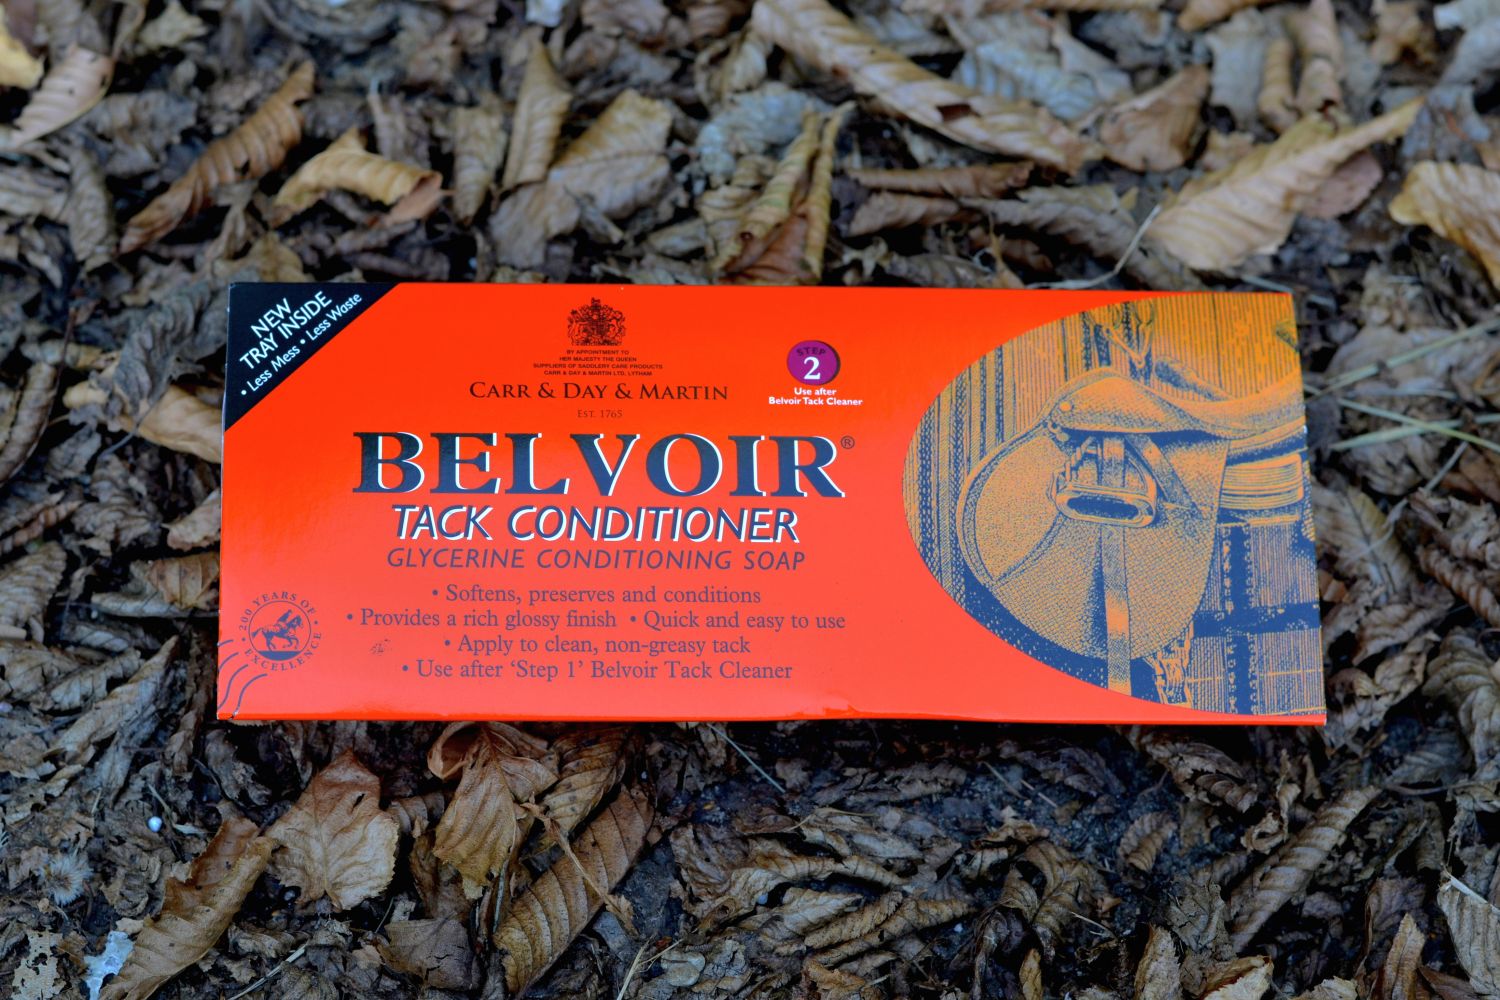 NEW
TRAY INSIDE
• Less Mess • Less Waste
BY APPOINTMENT TO
HER MAJESTY THE QUEEN
SUPPLIERS OF SADDLERY CARE PRODUCTS
CARR & DAY & MARTIN LTD. LYTHAM
CARR & DAY & MARTIN
EST. 1765
STEP
2
Use after
Belvoir Tack Cleaner
BELVOIR®
TACK CONDITIONER
GLYCERINE CONDITIONING SOAP
• Softens, preserves and conditions
• Provides a rich glossy finish • Quick and easy to use
• Apply to clean, non-greasy tack
• Use after ‘Step 1’ Belvoir Tack Cleaner
• 200 YEARS OF •
EXCELLENCE